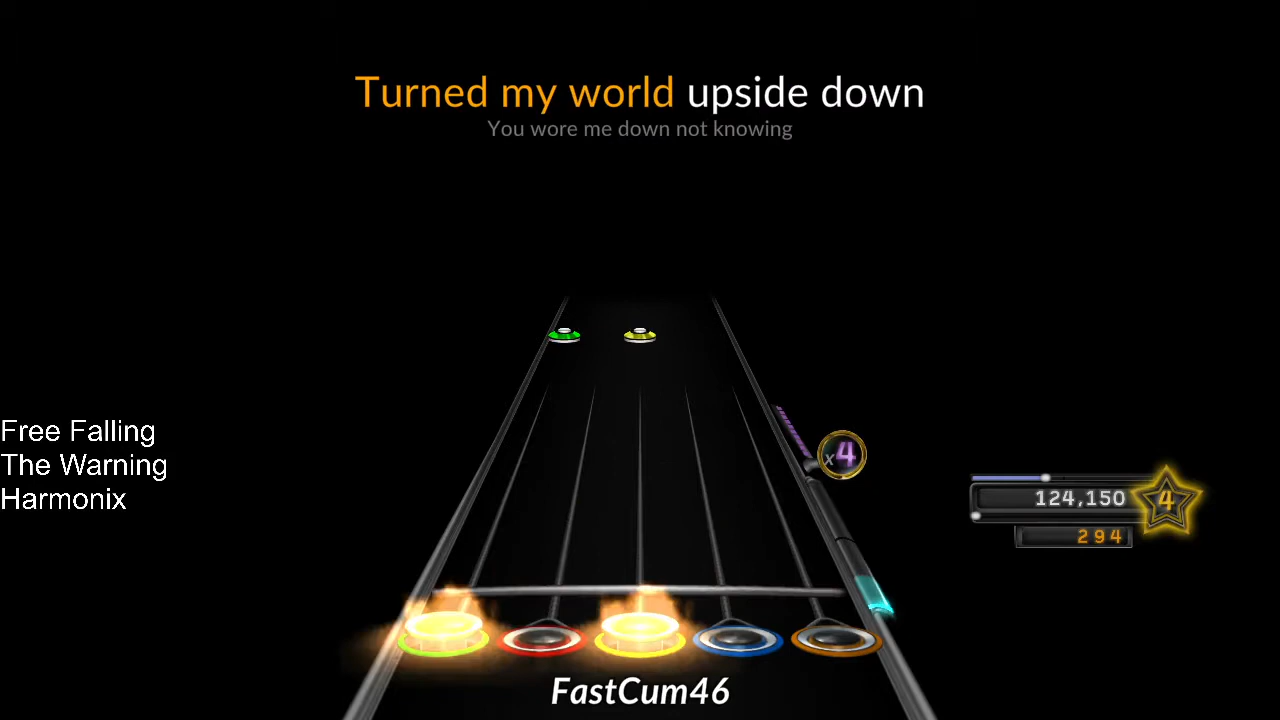 Turned my world upside down
You wore me down not knowing
Free Falling
The Warning
Harmonix
x4
124,150
4
294
FastCum46